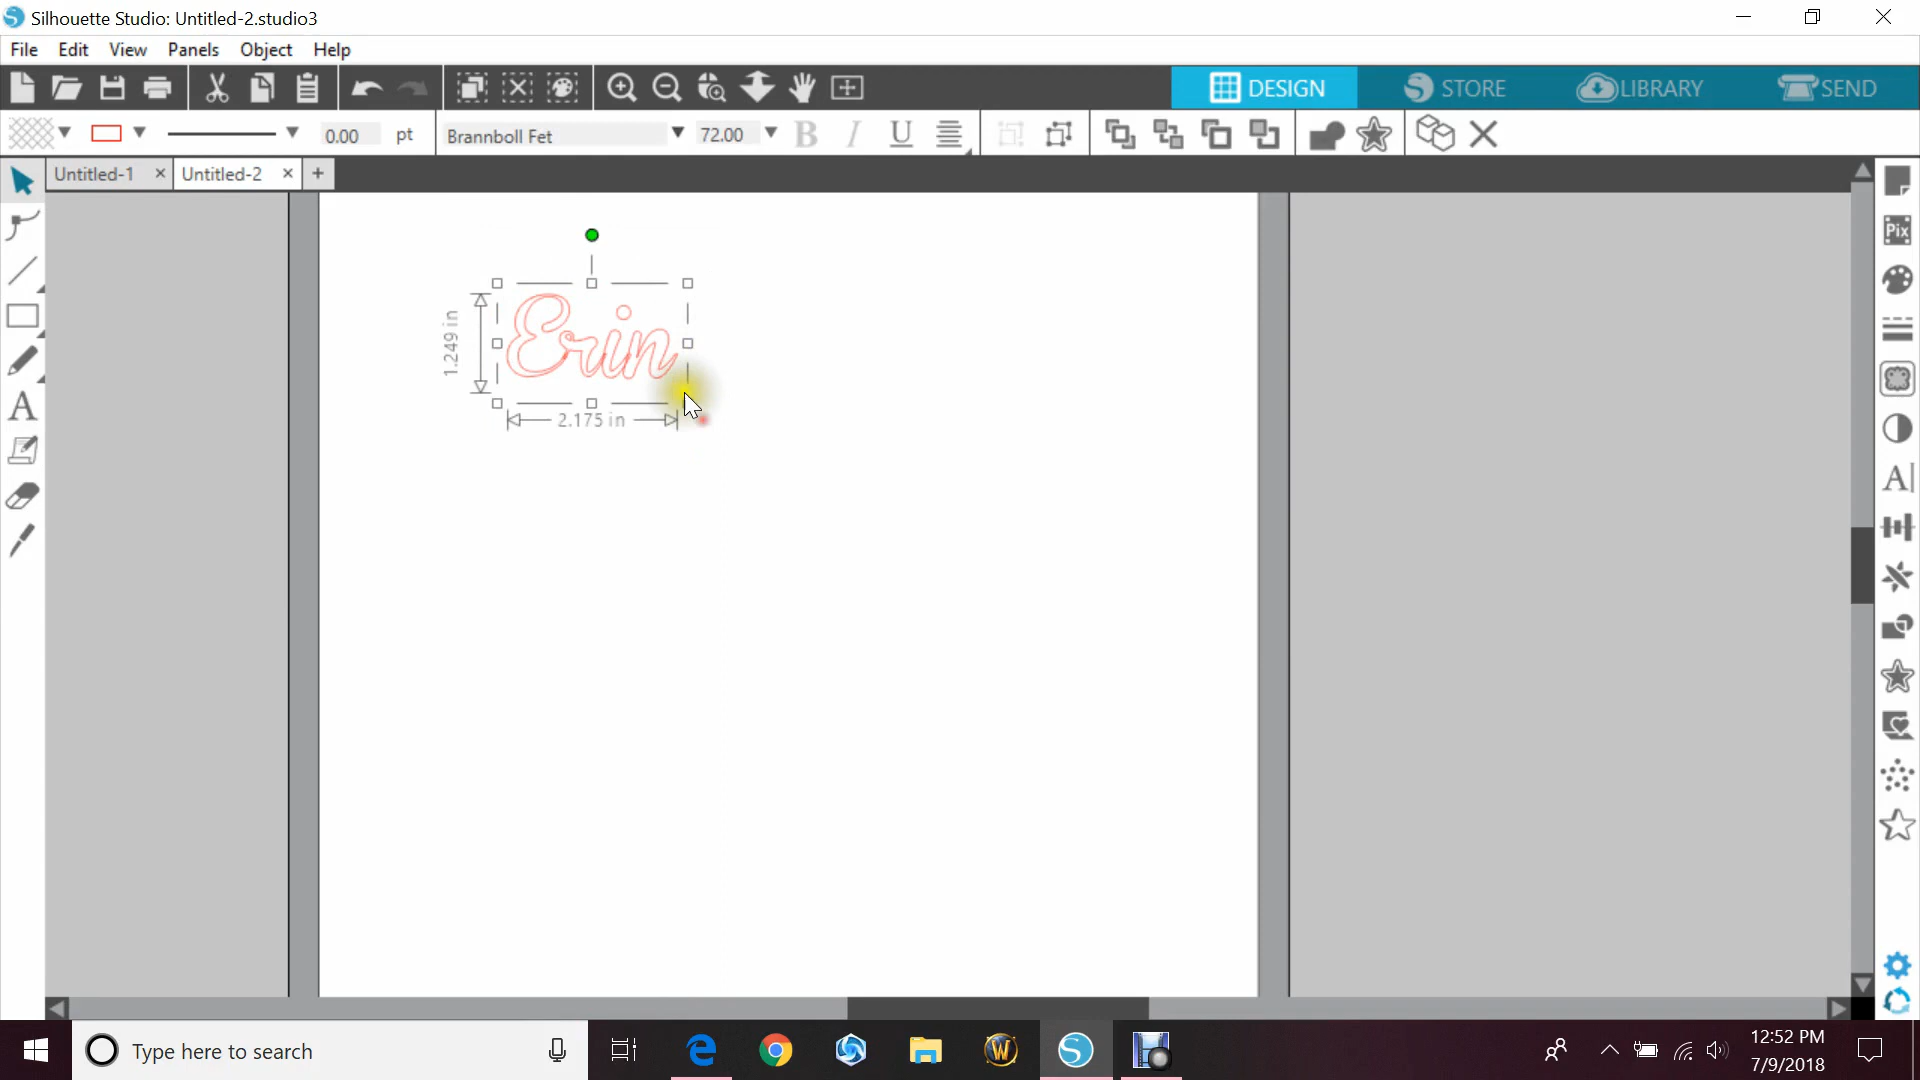 Silhouette Studio: Untitled-2.studio3
File Edit View Panels Object Help
DESIGN STORE LIBRARY SEND
0.00 pt Brannboll Fet 72.00 B I U
Untitled-1 Untitled-2
Pix
Erin
1.249 in
2.175 in
A
A
Type here to search
12:52 PM
7/9/2018